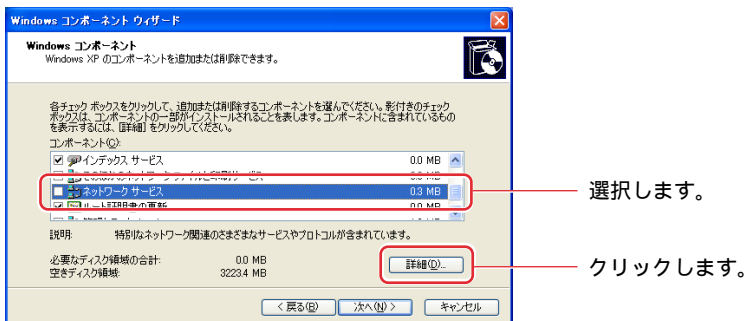 Windows コンポーネント ウィザード
Windows コンポーネント
Windows XP のコンポーネントを追加または削除できます。
各チェック ボックスをクリックして、追加または削除するコンポーネントを選んでください。影付きのチェック
ボックスは、コンポーネントの一部がインストールされることを表します。コンポーネントに含まれているもの
を表示するには、[詳細] をクリックしてください。
コンポーネント(C):
インデックス サービス 0.0 MB
ネットワーク サービス 0.3 MB
選択します。
ルート証明書の更新 0.0 MB
説明: 特別なネットワーク関連のさまざまなサービスやプロトコルが含まれています。
必要なディスク領域の合計: 0.0 MB
空きディスク領域: 3223.4 MB
詳細(D)...
クリックします。
< 戻る(B) 次へ(N) > キャンセル